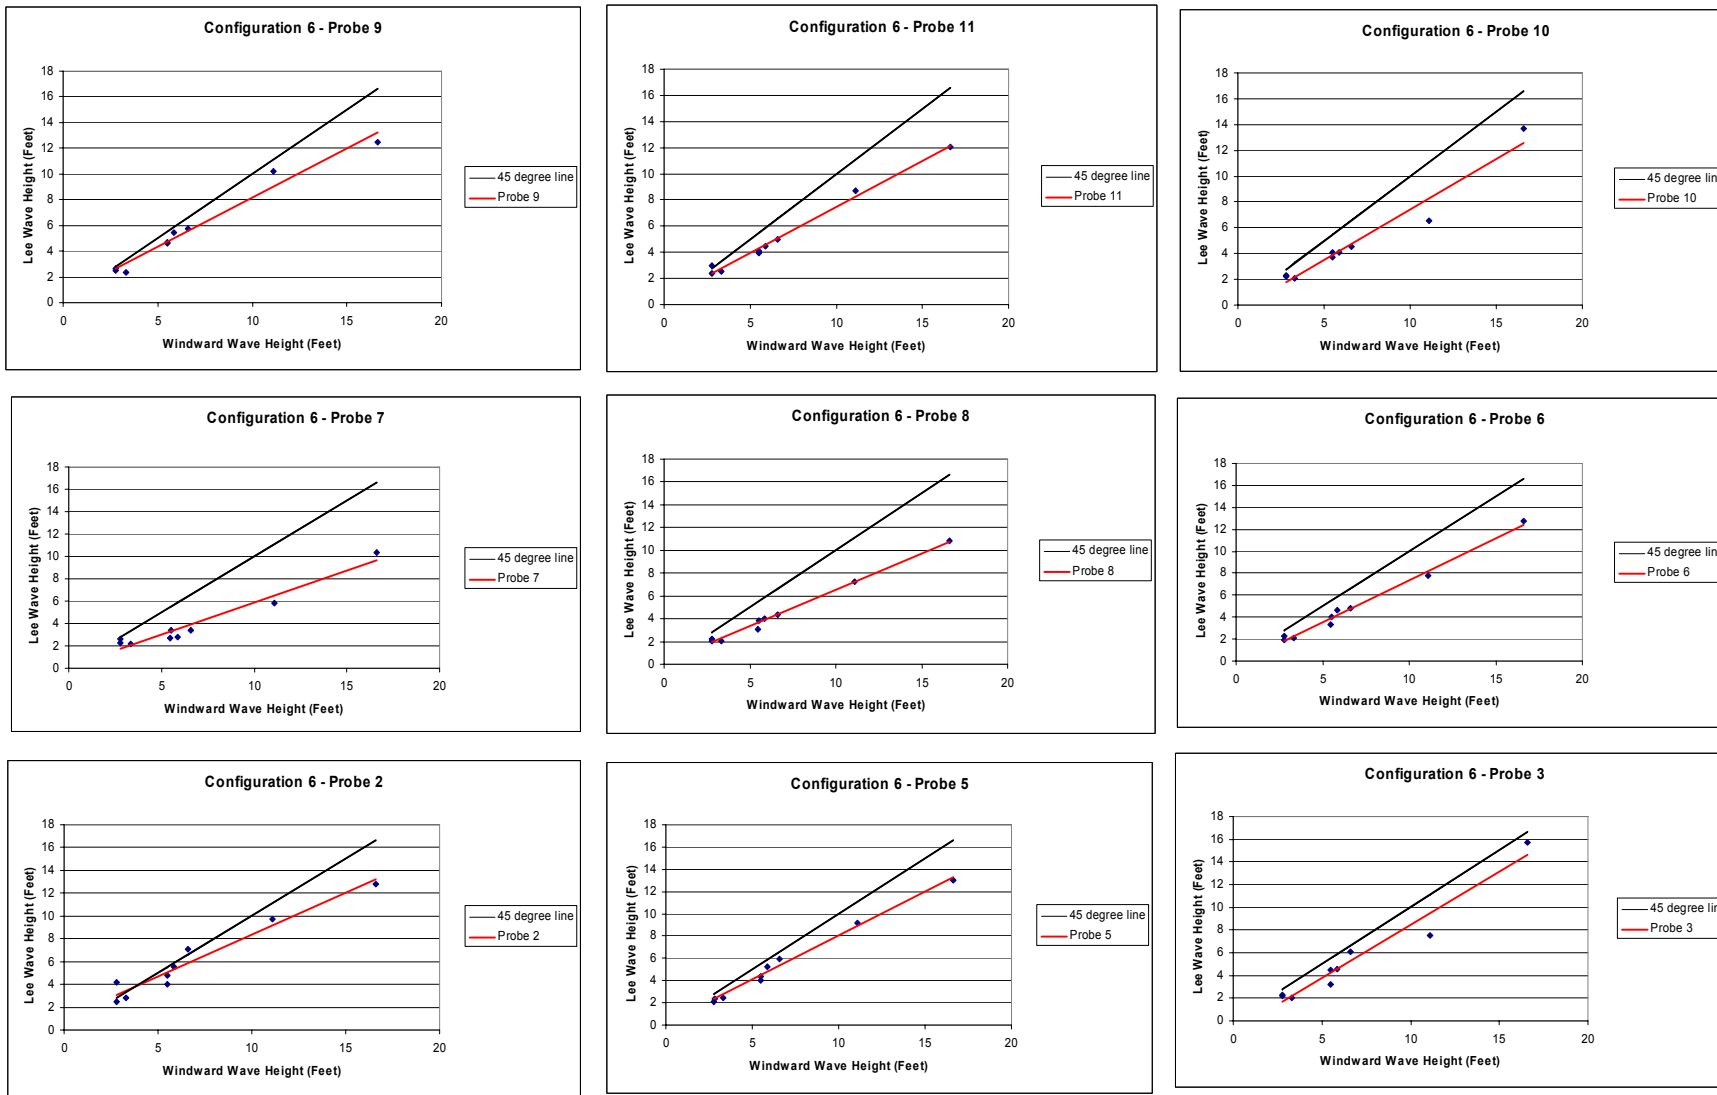 Configuration 6 - Probe 9
Lee Wave Height (Feet)
18
16
14
12
10
8
6
4
2
0
0 5 10 15 20
Windward Wave Height (Feet)
45 degree line
Probe 9
Configuration 6 - Probe 11
Lee Wave Height (Feet)
18
16
14
12
10
8
6
4
2
0
0 5 10 15 20
Windward Wave Height (Feet)
45 degree line
Probe 11
Configuration 6 - Probe 10
Lee Wave Height (Feet)
18
16
14
12
10
8
6
4
2
0
0 5 10 15 20
Windward Wave Height (Feet)
45 degree line
Probe 10
Configuration 6 - Probe 7
Lee Wave Height (Feet)
18
16
14
12
10
8
6
4
2
0
0 5 10 15 20
Windward Wave Height (Feet)
45 degree line
Probe 7
Configuration 6 - Probe 8
Lee Wave Height (Feet)
18
16
14
12
10
8
6
4
2
0
0 5 10 15 20
Windward Wave Height (Feet)
45 degree line
Probe 8
Configuration 6 - Probe 6
Lee Wave Height (Feet)
18
16
14
12
10
8
6
4
2
0
0 5 10 15 20
Windward Wave Height (Feet)
45 degree line
Probe 6
Configuration 6 - Probe 2
Lee Wave Height (Feet)
18
16
14
12
10
8
6
4
2
0
0 5 10 15 20
Windward Wave Height (Feet)
45 degree line
Probe 2
Configuration 6 - Probe 5
Lee Wave Height (Feet)
18
16
14
12
10
8
6
4
2
0
0 5 10 15 20
Windward Wave Height (Feet)
45 degree line
Probe 5
Configuration 6 - Probe 3
Lee Wave Height (Feet)
18
16
14
12
10
8
6
4
2
0
0 5 10 15 20
Windward Wave Height (Feet)
45 degree lin
Probe 3